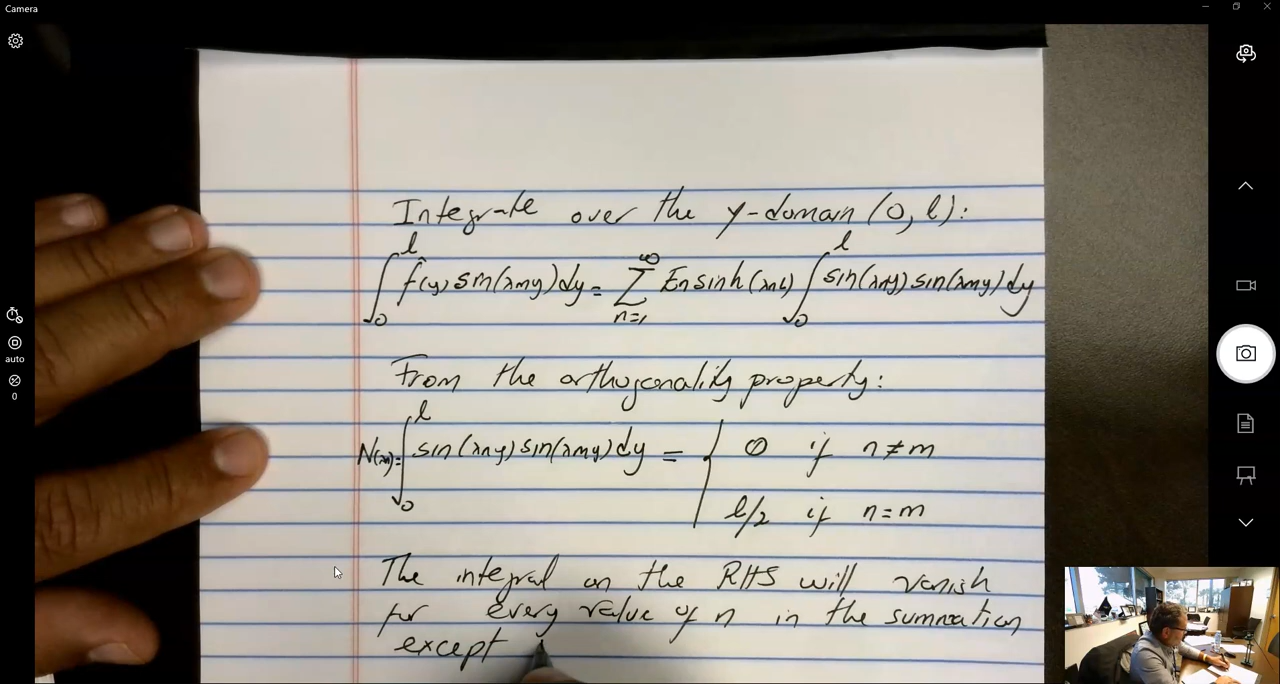 Camera
Integrate over the y-domain (0, l):
∫₀ˡ f̂(y) sin(λmy)dy = ∑ₙ₌₁^∞ En sinh(λnL) ∫₀ˡ sin(λny) sin(λmy) dy
From the orthogonality property:
N(λn) = ∫₀ˡ sin(λny) sin(λmy) dy = { 0 if n ≠ m
l/2 if n = m
The integral on the RHS will vanish
for every value of n in the summation
except
auto
0